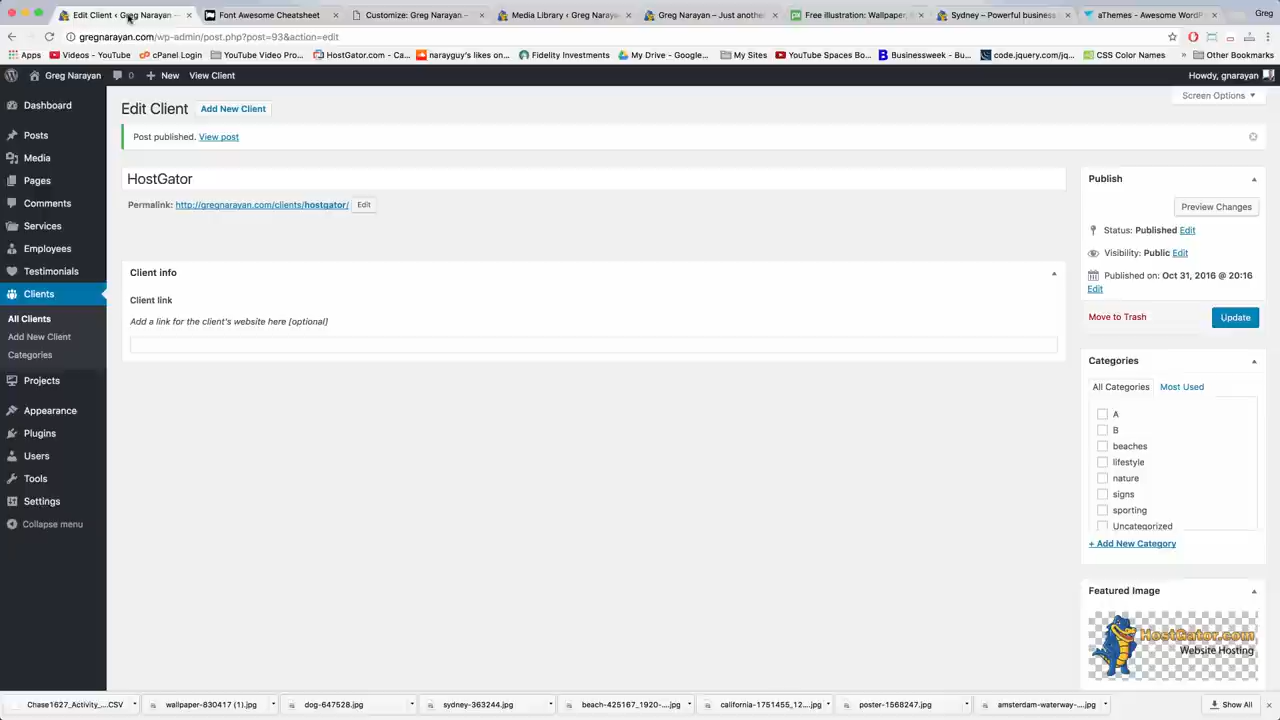 Edit Client ‹ Greg Narayan —
Font Awesome Cheatsheet
Customize: Greg Narayan –
Media Library ‹ Greg Narayan
Greg Narayan – Just another
Free illustration: Wallpaper,
Sydney – Powerful business
aThemes - Awesome WordP
Greg
gregnarayan.com/wp-admin/post.php?post=93&action=edit
Apps
Videos - YouTube
cPanel Login
HostGator.com - Ca...
narayguy's likes on...
Fidelity Investments
My Drive - Google...
My Sites
YouTube Spaces Bo...
Businessweek - Bu...
code.jquery.com/jq...
CSS Color Names
»
Other Bookmarks
Greg Narayan
0
New
View Client
Howdy, gnarayan
Dashboard
Posts
Media
Pages
Comments
Services
Employees
Testimonials
Clients
All Clients
Add New Client
Categories
Projects
Appearance
Plugins
Users
Tools
Settings
Collapse menu
Screen Options
Edit Client
Add New Client
Post published. View post
HostGator
Permalink: http://gregnarayan.com/clients/hostgator/ Edit
Client info
Client link
Add a link for the client's website here [optional]
Publish
Preview Changes
Status: Published Edit
Visibility: Public Edit
Published on: Oct 31, 2016 @ 20:16
Edit
Move to Trash
Update
Categories
All Categories
Most Used
A
B
beaches
lifestyle
nature
signs
sporting
Uncategorized
+ Add New Category
Featured Image
HostGator.com
Website Hosting
Chase1627_Activity_....CSV
wallpaper-830417 (1).jpg
dog-647528.jpg
sydney-363244.jpg
beach-425167_1920-...jpg
california-1751455_12...jpg
poster-1568247.jpg
amsterdam-waterway-....jpg
Show All